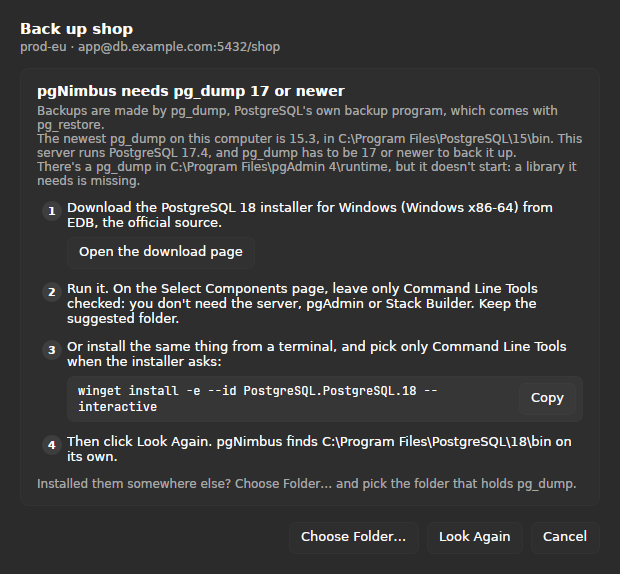 Back up shop
prod-eu · app@db.example.com:5432/shop
pgNimbus needs pg_dump 17 or newer
Backups are made by pg_dump, PostgreSQL's own backup program, which comes with
pg_restore.
The newest pg_dump on this computer is 15.3, in C:\Program Files\PostgreSQL\15\bin. This
server runs PostgreSQL 17.4, and pg_dump has to be 17 or newer to back it up.
There's a pg_dump in C:\Program Files\pgAdmin 4\runtime, but it doesn't start: a library it
needs is missing.
1 Download the PostgreSQL 18 installer for Windows (Windows x86-64) from
EDB, the official source.
Open the download page
2 Run it. On the Select Components page, leave only Command Line Tools
checked: you don't need the server, pgAdmin or Stack Builder. Keep the
suggested folder.
3 Or install the same thing from a terminal, and pick only Command Line Tools
when the installer asks:
winget install -e --id PostgreSQL.PostgreSQL.18 --
interactive
Copy
4 Then click Look Again. pgNimbus finds C:\Program Files\PostgreSQL\18\bin on
its own.
Installed them somewhere else? Choose Folder... and pick the folder that holds pg_dump.
Choose Folder...
Look Again
Cancel